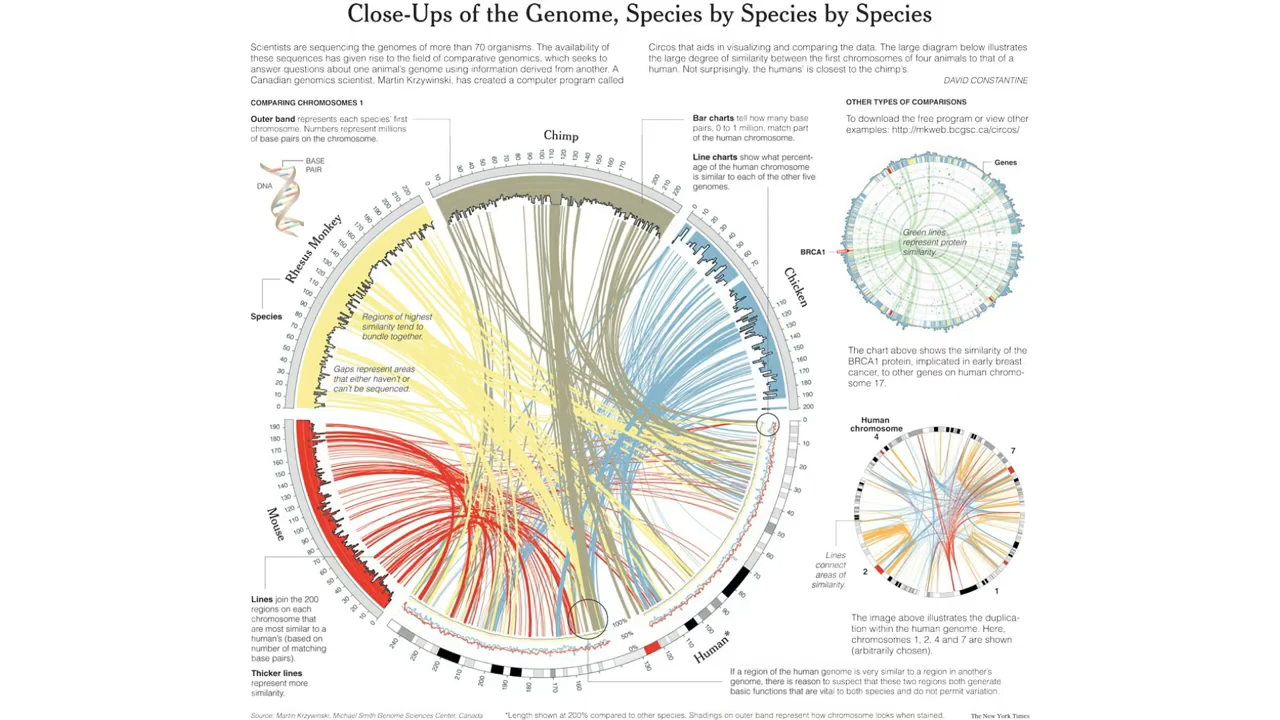 Close-Ups of the Genome, Species by Species by Species
Scientists are sequencing the genomes of more than 70 organisms. The availability of
these sequences has given rise to the field of comparative genomics, which seeks to
answer questions about one animal's genome using information derived from another. A
Canadian genomics scientist, Martin Krzywinski, has created a computer program called
Circos that aids in visualizing and comparing the data. The large diagram below illustrates
the large degree of similarity between the first chromosomes of four animals to that of a
human. Not surprisingly, the humans' is closest to the chimp's.
DAVID CONSTANTINE
COMPARING CHROMOSOMES 1
Outer band represents each species' first
chromosome. Numbers represent millions
of base pairs on the chromosome.
BASE
PAIR
DNA
Bar charts tell how many base
pairs, 0 to 1 million, match part
of the human chromosome.
Line charts show what percent-
age of the human chromosome
is similar to each of the other five
genomes.
Chimp
Rhesus Monkey
Chicken
Mouse
Human*
Species
Regions of highest
similarity tend to
bundle together.
Gaps represent areas
that either haven't or
can't be sequenced.
100%
50%
0%
Lines join the 200
regions on each
chromosome that
are most similar to a
human's (based on
number of matching
base pairs).
Thicker lines
represent more
similarity.
If a region of the human genome is very similar to a region in another's
genome, there is reason to suspect that these two regions both generate
basic functions that are vital to both species and do not permit variation.
OTHER TYPES OF COMPARISONS
To download the free program or view other
examples: http://mkweb.bcgsc.ca/circos/
Genes
Green lines
represent protein
similarity.
BRCA1
The chart above shows the similarity of the
BRCA1 protein, implicated in early breast
cancer, to other genes on human chromo-
some 17.
Human
chromosome
4
7
2
1
Lines
connect
areas of
similarity.
The image above illustrates the duplica-
tion within the human genome. Here,
chromosomes 1, 2, 4 and 7 are shown
(arbitrarily chosen).
Source: Martin Krzywinski, Michael Smith Genome Sciences Center, Canada
*Length shown at 200% compared to other species. Shadings on outer band represent how chromosome looks when stained.
The New York Times